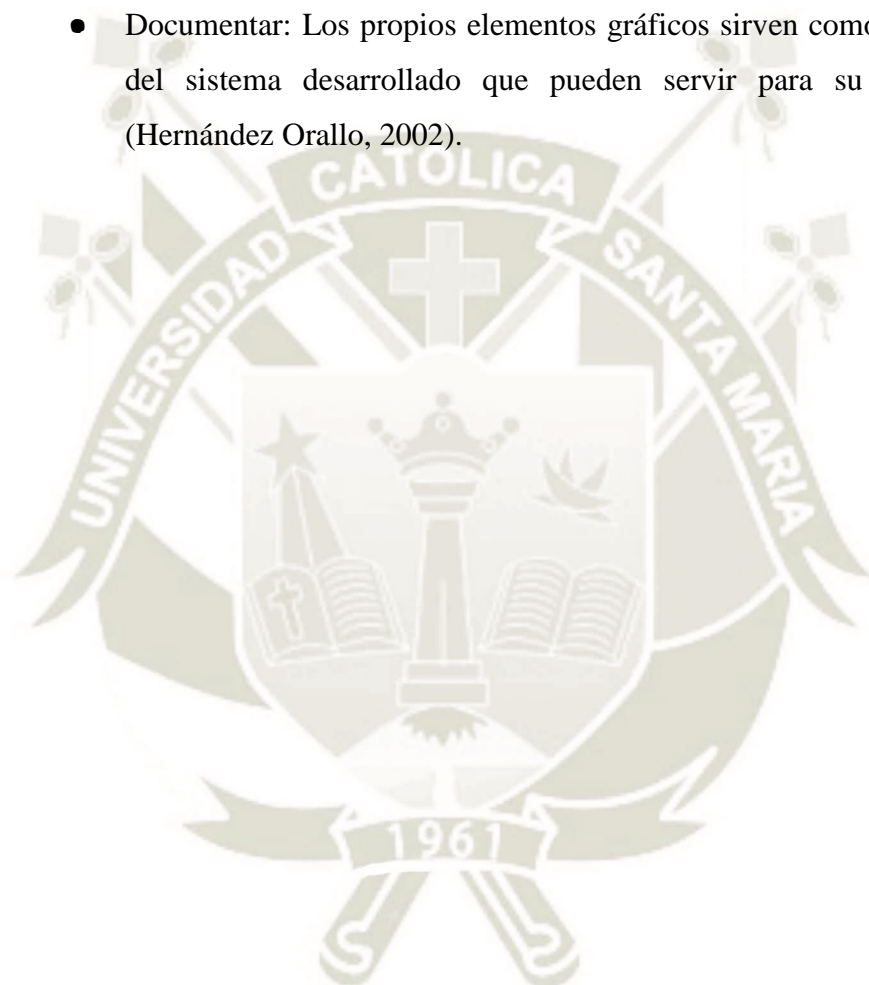 • Documentar: Los propios elementos gráficos sirven como
del sistema desarrollado que pueden servir para su
(Hernández Orallo, 2002).
UNIVERSIDAD CATÓLICA SANTA MARIA
1961